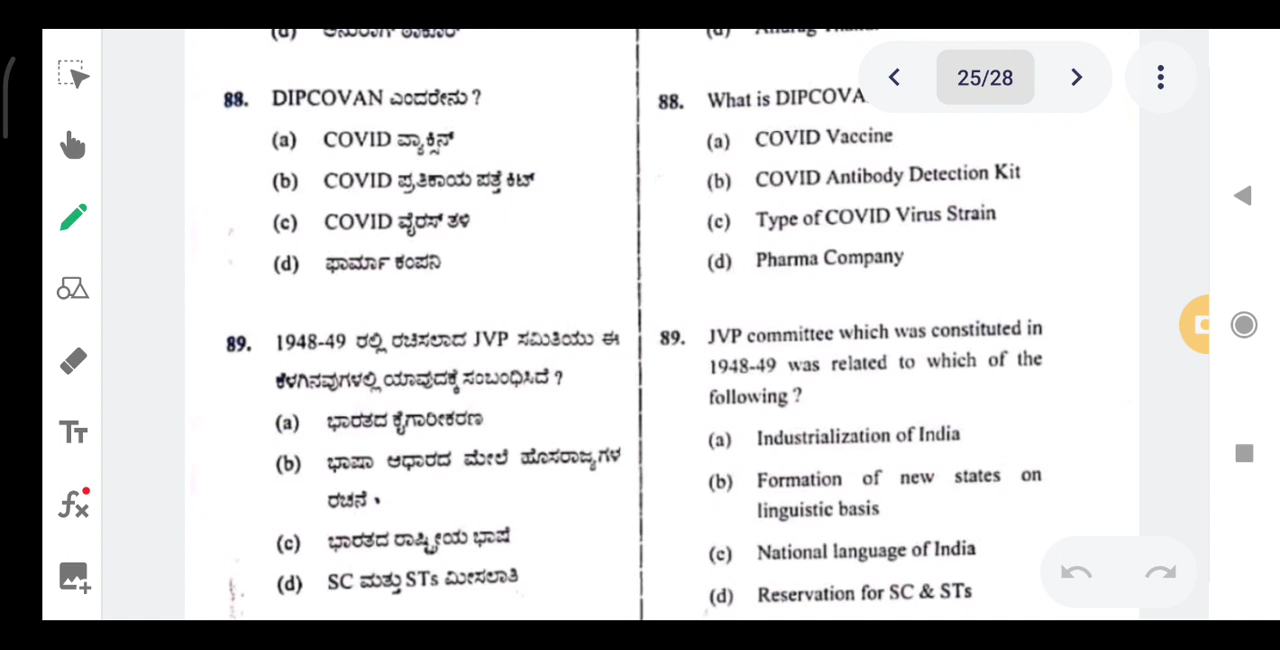 25/28
88. DIPCOVAN ಎಂದರೇನು ?
(a) COVID ವ್ಯಾಕ್ಸಿನ್
(b) COVID ಪ್ರತಿಕಾಯ ಪತ್ತೆ ಕಿಟ್
(c) COVID ವೈರಸ್ ತಳಿ
(d) ಫಾರ್ಮಾ ಕಂಪನಿ
89. 1948-49 ರಲ್ಲಿ ರಚಿಸಲಾದ JVP ಸಮಿತಿಯು ಈ
ಕೆಳಗಿನವುಗಳಲ್ಲಿ ಯಾವುದಕ್ಕೆ ಸಂಬಂಧಿಸಿದೆ ?
(a) ಭಾರತದ ಕೈಗಾರೀಕರಣ
(b) ಭಾಷಾ ಆಧಾರದ ಮೇಲೆ ಹೊಸರಾಜ್ಯಗಳ
ರಚನೆ
(c) ಭಾರತದ ರಾಷ್ಟ್ರೀಯ ಭಾಷೆ
(d) SC ಮತ್ತು STs ಮೀಸಲಾತಿ
88. What is DIPCOVA
(a) COVID Vaccine
(b) COVID Antibody Detection Kit
(c) Type of COVID Virus Strain
(d) Pharma Company
89. JVP committee which was constituted in
1948-49 was related to which of the
following ?
(a) Industrialization of India
(b) Formation of new states on
linguistic basis
(c) National language of India
(d) Reservation for SC & STs
Tт
fx